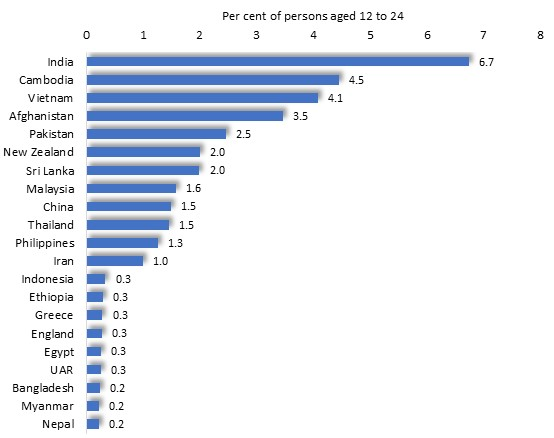 Per cent of persons aged 12 to 24
0 1 2 3 4 5 6 7 8
India 6.7
Cambodia 4.5
Vietnam 4.1
Afghanistan 3.5
Pakistan 2.5
New Zealand 2.0
Sri Lanka 2.0
Malaysia 1.6
China 1.5
Thailand 1.5
Philippines 1.3
Iran 1.0
Indonesia 0.3
Ethiopia 0.3
Greece 0.3
England 0.3
Egypt 0.3
UAR 0.3
Bangladesh 0.2
Myanmar 0.2
Nepal 0.2